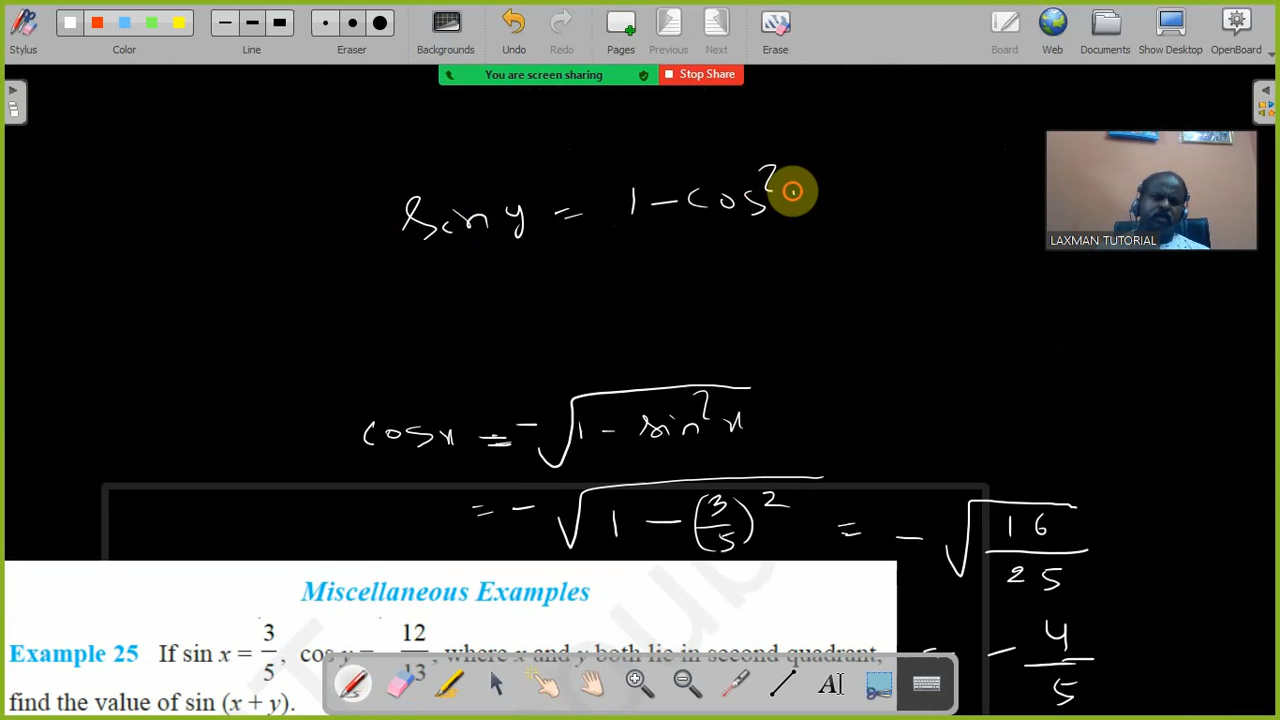 Stylus Color Line Eraser Backgrounds Undo Redo Pages Previous Next Erase Board Web Documents Show Desktop OpenBoard
You are screen sharing Stop Share
sin y = 1 - cos²
LAXMAN TUTORIAL
cos x = - √(1 - sin² x)
= - √(1 - (3/5)²) = - √(16/25)
- 4/5
Miscellaneous Examples
Example 25 If sin x = 3/5, cos y = - 12/13, where x and y both lie in second quadrant,
find the value of sin (x + y).